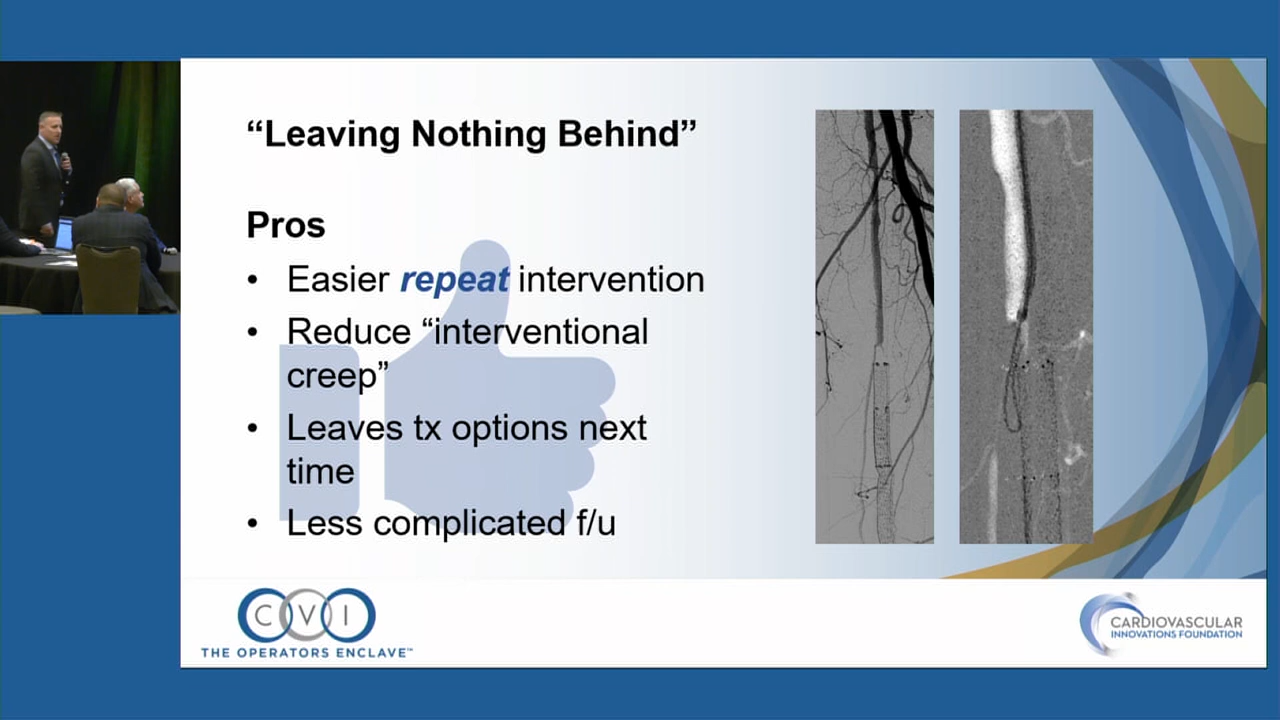 “Leaving Nothing Behind”
Pros
• Easier repeat intervention
• Reduce “interventional
creep”
• Leaves tx options next
time
• Less complicated f/u
CVI
THE OPERATORS ENCLAVE™
CARDIOVASCULAR
INNOVATIONS FOUNDATION